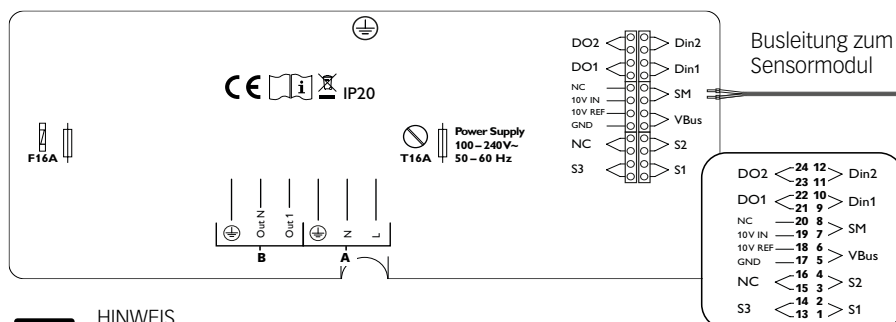 CE IP20
F16A
T16A
Power Supply
100 – 240 V~
50 – 60 Hz
Out N
Out 1
N
L
B
A
DO2 Din2
DO1 Din1
NC
SM
10V IN
10V REF
VBus
GND
NC S2
S3 S1
Busleitung zum
Sensormodul
DO2 24 12 Din2
23 11
DO1 22 10 Din1
21 9
NC 20 8
SM
10V IN 19 7
10V REF 18 6
VBus
GND 17 5
NC 16 4 S2
15 3
S3 14 2 S1
13 1
HINWEIS